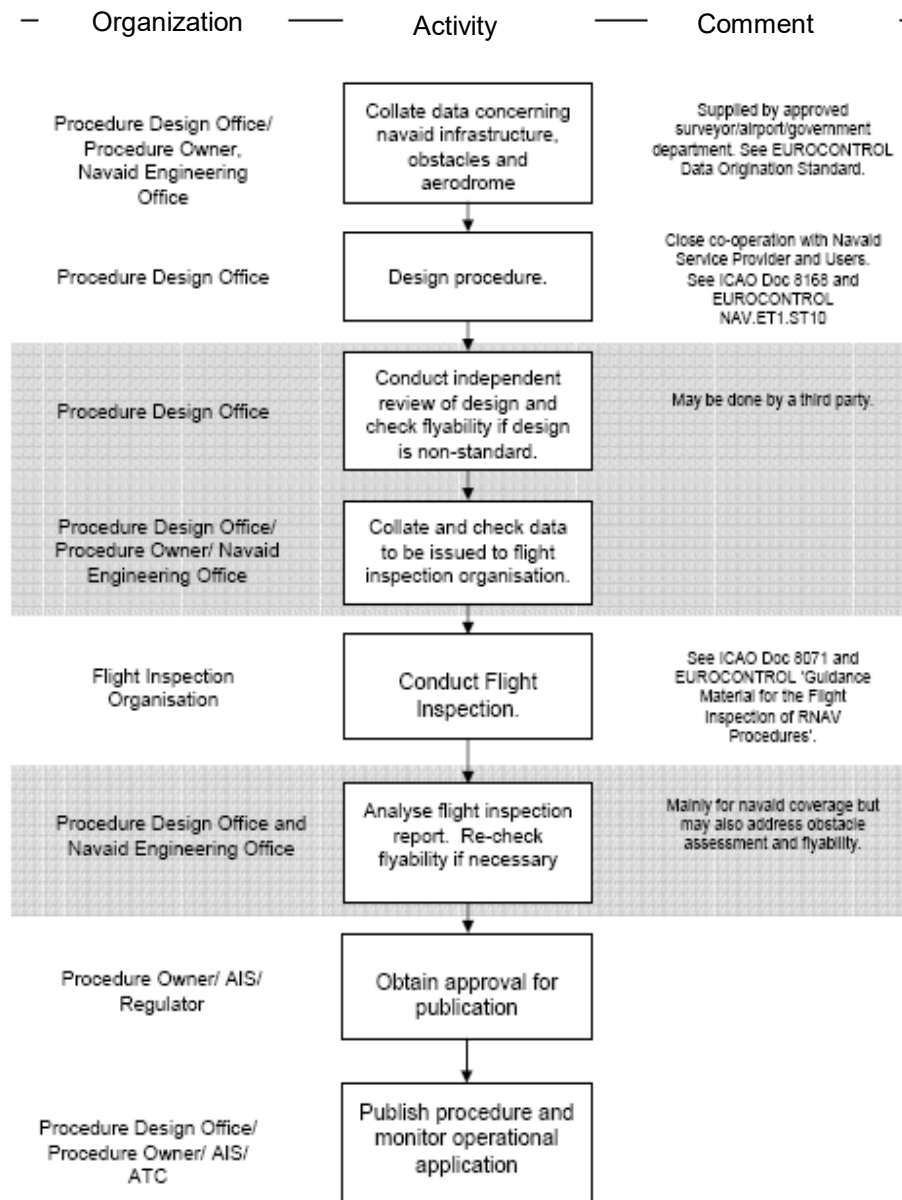 Organization
Activity
Comment
Procedure Design Office/
Procedure Owner,
Navaid Engineering
Office
Collate data concerning
navaid infrastructure,
obstacles and
aerodrome
Supplied by approved
surveyor/airport/government
department. See EUROCONTROL
Data Origination Standard.
Procedure Design Office
Design procedure.
Close co-operation with Navaid
Service Provider and Users.
See ICAO Doc 8168 and
EUROCONTROL
NAV.ET1.ST10
Procedure Design Office
Conduct independent
review of design and
check flyability if design
is non-standard.
May be done by a third party.
Procedure Design Office/
Procedure Owner/ Navaid
Engineering Office
Collate and check data
to be issued to flight
inspection organisation.
Flight Inspection
Organisation
Conduct Flight
Inspection.
See ICAO Doc 8071 and
EUROCONTROL 'Guidance
Material for the Flight
Inspection of RNAV
Procedures'.
Procedure Design Office and
Navaid Engineering Office
Analyse flight inspection
report. Re-check
flyability if necessary
Mainly for navaid coverage but
may also address obstacle
assessment and flyability.
Procedure Owner/ AIS/
Regulator
Obtain approval for
publication
Procedure Design Office/
Procedure Owner/ AIS/
ATC
Publish procedure and
monitor operational
application